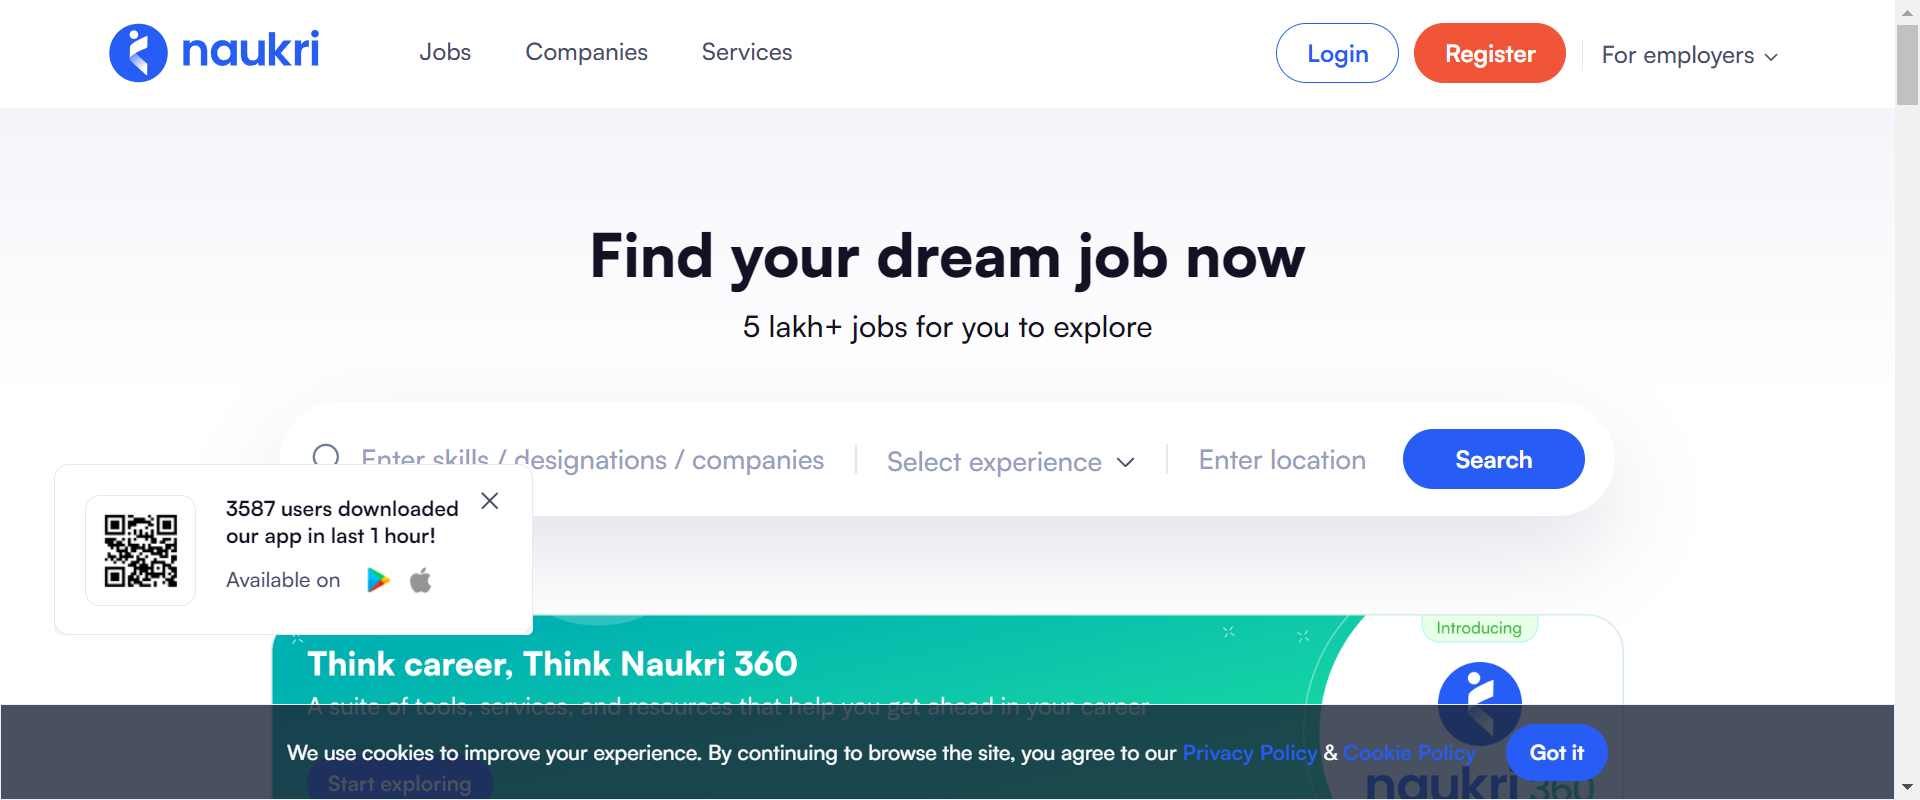 naukri
Jobs
Companies
Services
Login
Register
For employers
Find your dream job now
5 lakh+ jobs for you to explore
Enter skills / designations / companies
Select experience
Enter location
Search
3587 users downloaded
our app in last 1 hour!
Available on
Introducing
Think career, Think Naukri 360
A suite of tools, services, and resources that help you get ahead in your career
We use cookies to improve your experience. By continuing to browse the site, you agree to our Privacy Policy & Cookie Policy
Got it
Start exploring
naukri 360